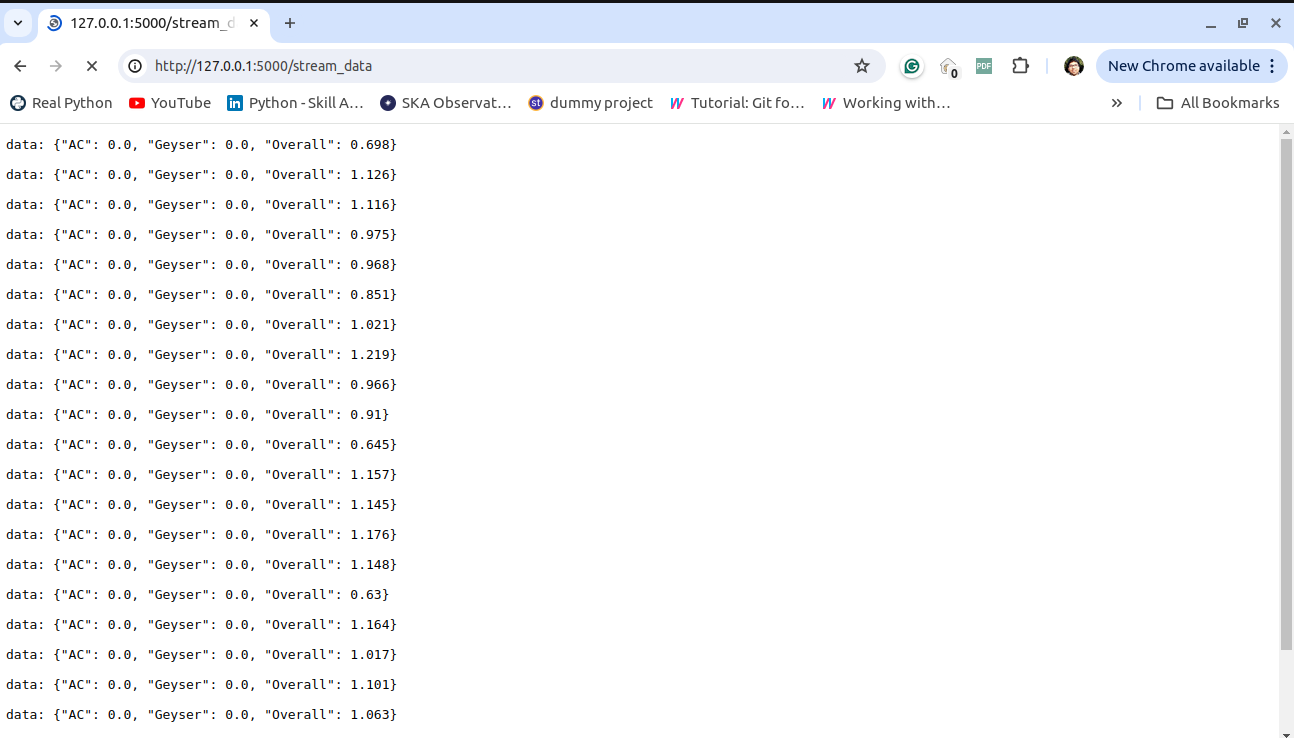 127.0.0.1:5000/stream_d
http://127.0.0.1:5000/stream_data
0
PDF
New Chrome available
Real Python
YouTube
Python - Skill A...
SKA Observat...
st
dummy project
Tutorial: Git fo...
Working with...
All Bookmarks
data: {"AC": 0.0, "Geyser": 0.0, "Overall": 0.698}
data: {"AC": 0.0, "Geyser": 0.0, "Overall": 1.126}
data: {"AC": 0.0, "Geyser": 0.0, "Overall": 1.116}
data: {"AC": 0.0, "Geyser": 0.0, "Overall": 0.975}
data: {"AC": 0.0, "Geyser": 0.0, "Overall": 0.968}
data: {"AC": 0.0, "Geyser": 0.0, "Overall": 0.851}
data: {"AC": 0.0, "Geyser": 0.0, "Overall": 1.021}
data: {"AC": 0.0, "Geyser": 0.0, "Overall": 1.219}
data: {"AC": 0.0, "Geyser": 0.0, "Overall": 0.966}
data: {"AC": 0.0, "Geyser": 0.0, "Overall": 0.91}
data: {"AC": 0.0, "Geyser": 0.0, "Overall": 0.645}
data: {"AC": 0.0, "Geyser": 0.0, "Overall": 1.157}
data: {"AC": 0.0, "Geyser": 0.0, "Overall": 1.145}
data: {"AC": 0.0, "Geyser": 0.0, "Overall": 1.176}
data: {"AC": 0.0, "Geyser": 0.0, "Overall": 1.148}
data: {"AC": 0.0, "Geyser": 0.0, "Overall": 0.63}
data: {"AC": 0.0, "Geyser": 0.0, "Overall": 1.164}
data: {"AC": 0.0, "Geyser": 0.0, "Overall": 1.017}
data: {"AC": 0.0, "Geyser": 0.0, "Overall": 1.101}
data: {"AC": 0.0, "Geyser": 0.0, "Overall": 1.063}